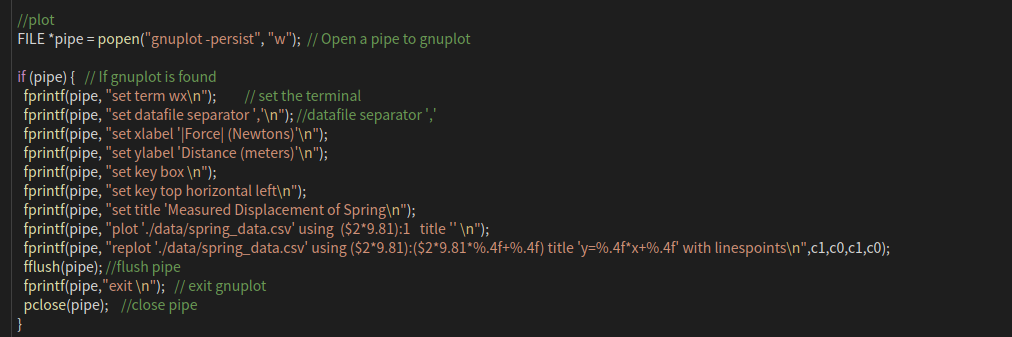 //plot
FILE *pipe = popen("gnuplot -persist", "w");  // Open a pipe to gnuplot
if (pipe) {   // If gnuplot is found
fprintf(pipe, "set term wx\n");        // set the terminal
fprintf(pipe, "set datafile separator ','\n"); //datafile separator ','
fprintf(pipe, "set xlabel '|Force| (Newtons)'\n");
fprintf(pipe, "set ylabel 'Distance (meters)'\n");
fprintf(pipe, "set key box \n");
fprintf(pipe, "set key top horizontal left\n");
fprintf(pipe, "set title 'Measured Displacement of Spring\n");
fprintf(pipe, "plot './data/spring_data.csv' using  ($2*9.81):1   title '' \n");
fprintf(pipe, "replot './data/spring_data.csv' using ($2*9.81):($2*9.81*%.4f+%.4f) title 'y=%.4f*x+%.4f' with linespoints\n",c1,c0,c1,c0);
fflush(pipe); //flush pipe
fprintf(pipe,"exit \n");   // exit gnuplot
pclose(pipe);    //close pipe
}